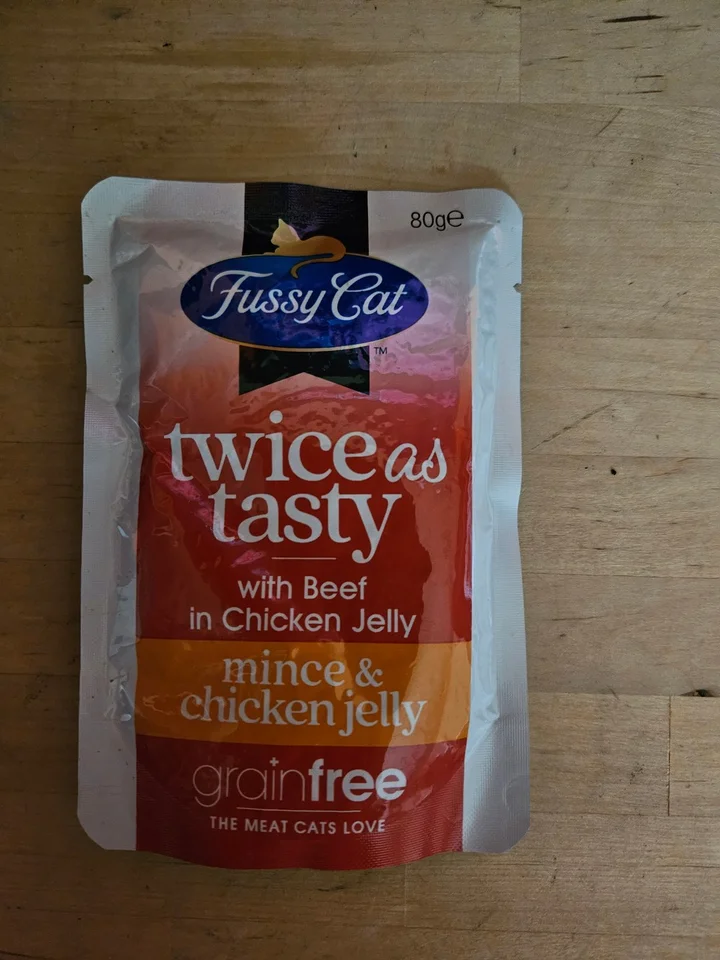 80g℮
Fussy Cat
TM
twice as
tasty
with Beef
in Chicken Jelly
mince &
chicken jelly
grainfree
THE MEAT CATS LOVE